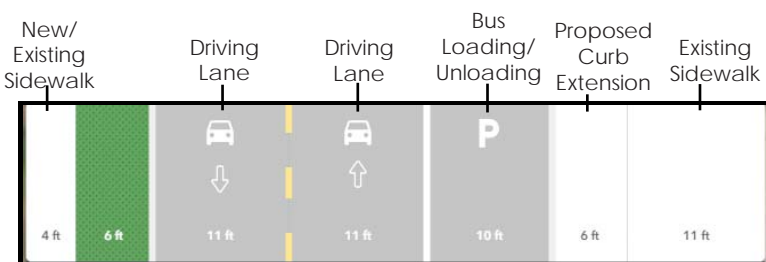 New/
Existing
Sidewalk
Driving
Lane
Driving
Lane
Bus
Loading/
Unloading
Proposed
Curb
Extension
Existing
Sidewalk
P
4 ft
6 ft
11 ft
11 ft
10 ft
6 ft
11 ft